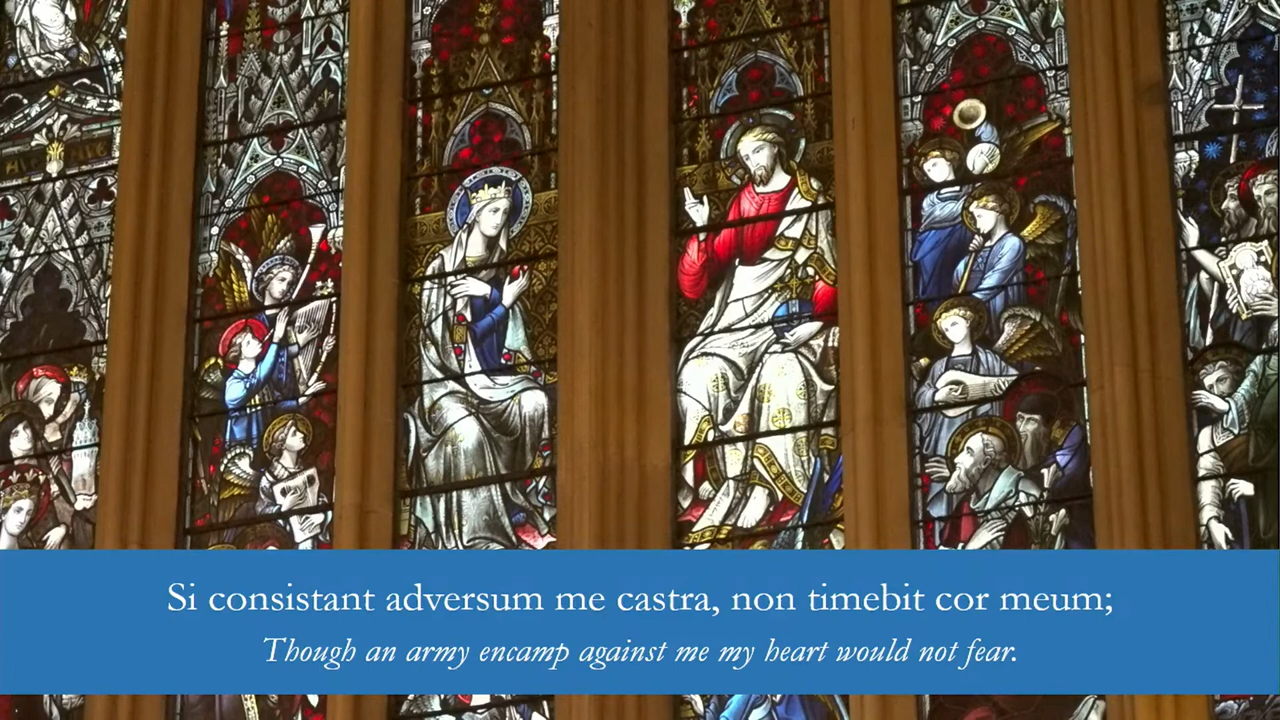 Si consistant adversum me castra, non timebit cor meum;
Though an army encamp against me my heart would not fear.